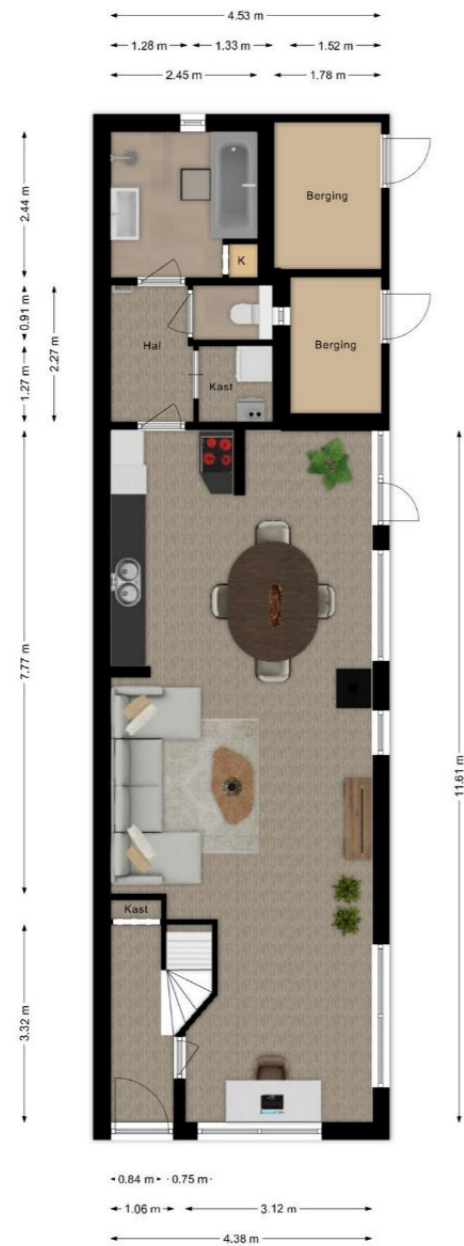 4.53 m
1.28 m
1.33 m
1.52 m
2.45 m
1.78 m
2.44 m
Berging
K
0.91 m
2.27 m
1.27 m
Hal
Berging
Kast
7.77 m
11.61 m
Kast
3.32 m
0.84 m
0.75 m
1.06 m
3.12 m
4.38 m